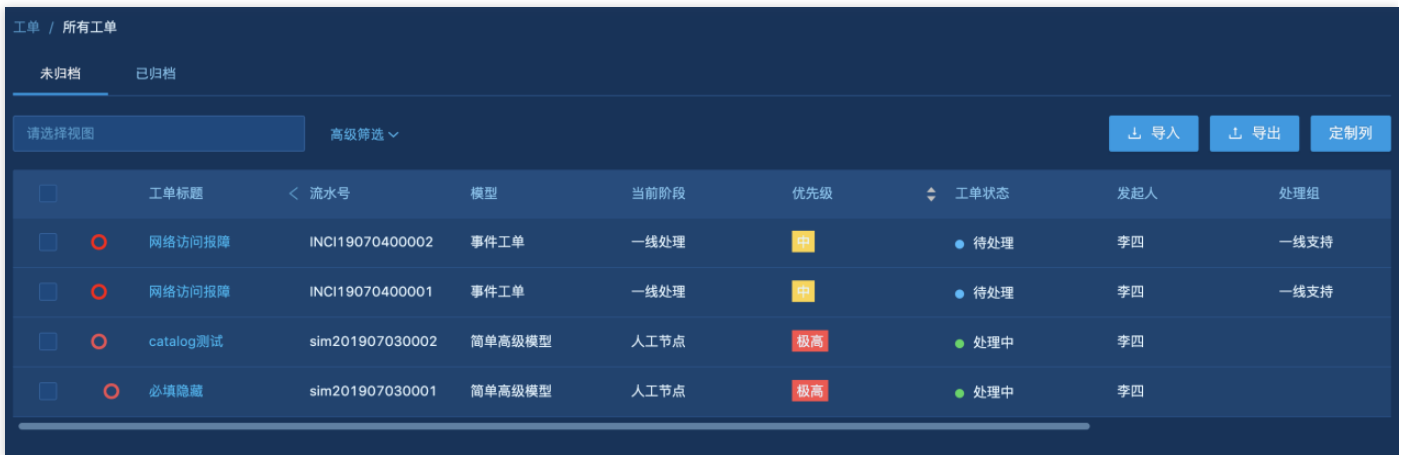 工单 / 所有工单
未归档 已归档
请选择视图 高级筛选 导入 导出 定制列
工单标题 流水号 模型 当前阶段 优先级 工单状态 发起人 处理组
网络访问报障 INCI19070400002 事件工单 一线处理 中 待处理 李四 一线支持
网络访问报障 INCI19070400001 事件工单 一线处理 中 待处理 李四 一线支持
catalog测试 sim201907030002 简单高级模型 人工节点 极高 处理中 李四
必填隐藏 sim201907030001 简单高级模型 人工节点 极高 处理中 李四